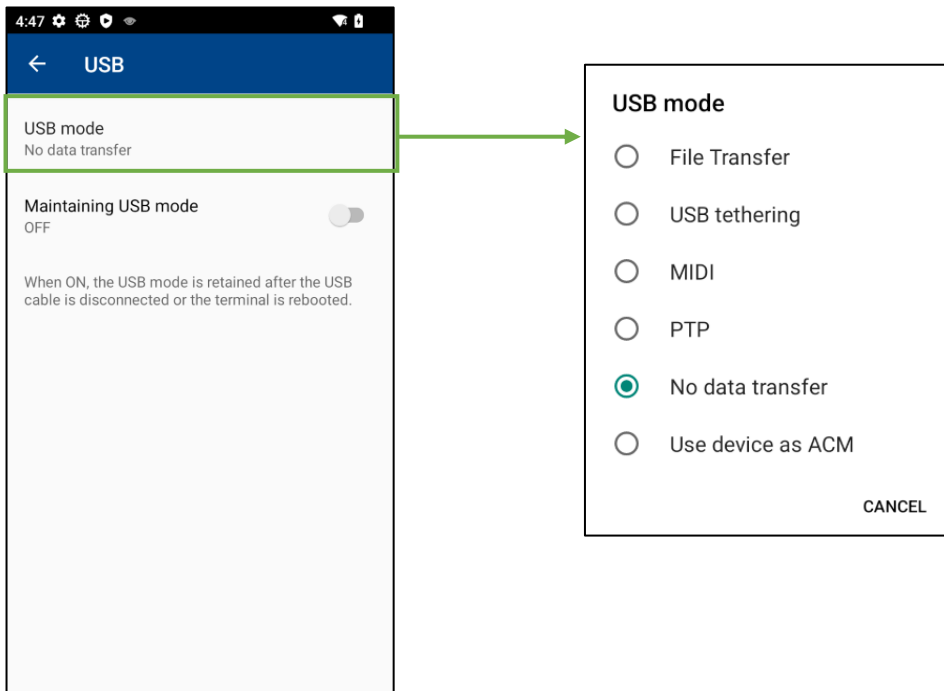 4:47
USB
USB mode
No data transfer
Maintaining USB mode
OFF
When ON, the USB mode is retained after the USB
cable is disconnected or the terminal is rebooted.
USB mode
File Transfer
USB tethering
MIDI
PTP
No data transfer
Use device as ACM
CANCEL